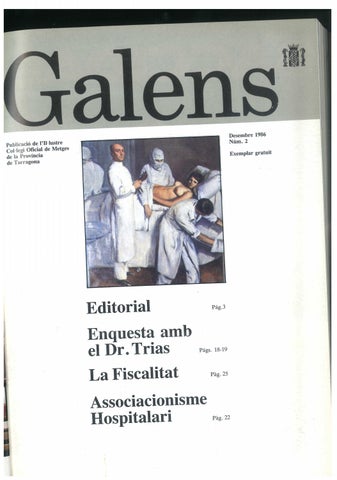 Galens
Publicació de l'Il·lustre
Col·legi Oficial de Metges
de la Província
de Tarragona
Desembre 1986
Núm. 2
Exemplar gratuït
Editorial Pàg.3
Enquesta amb
el Dr. Trias Pàgs. 18-19
La Fiscalitat Pàg. 25
Associacionisme
Hospitalari Pàg. 22